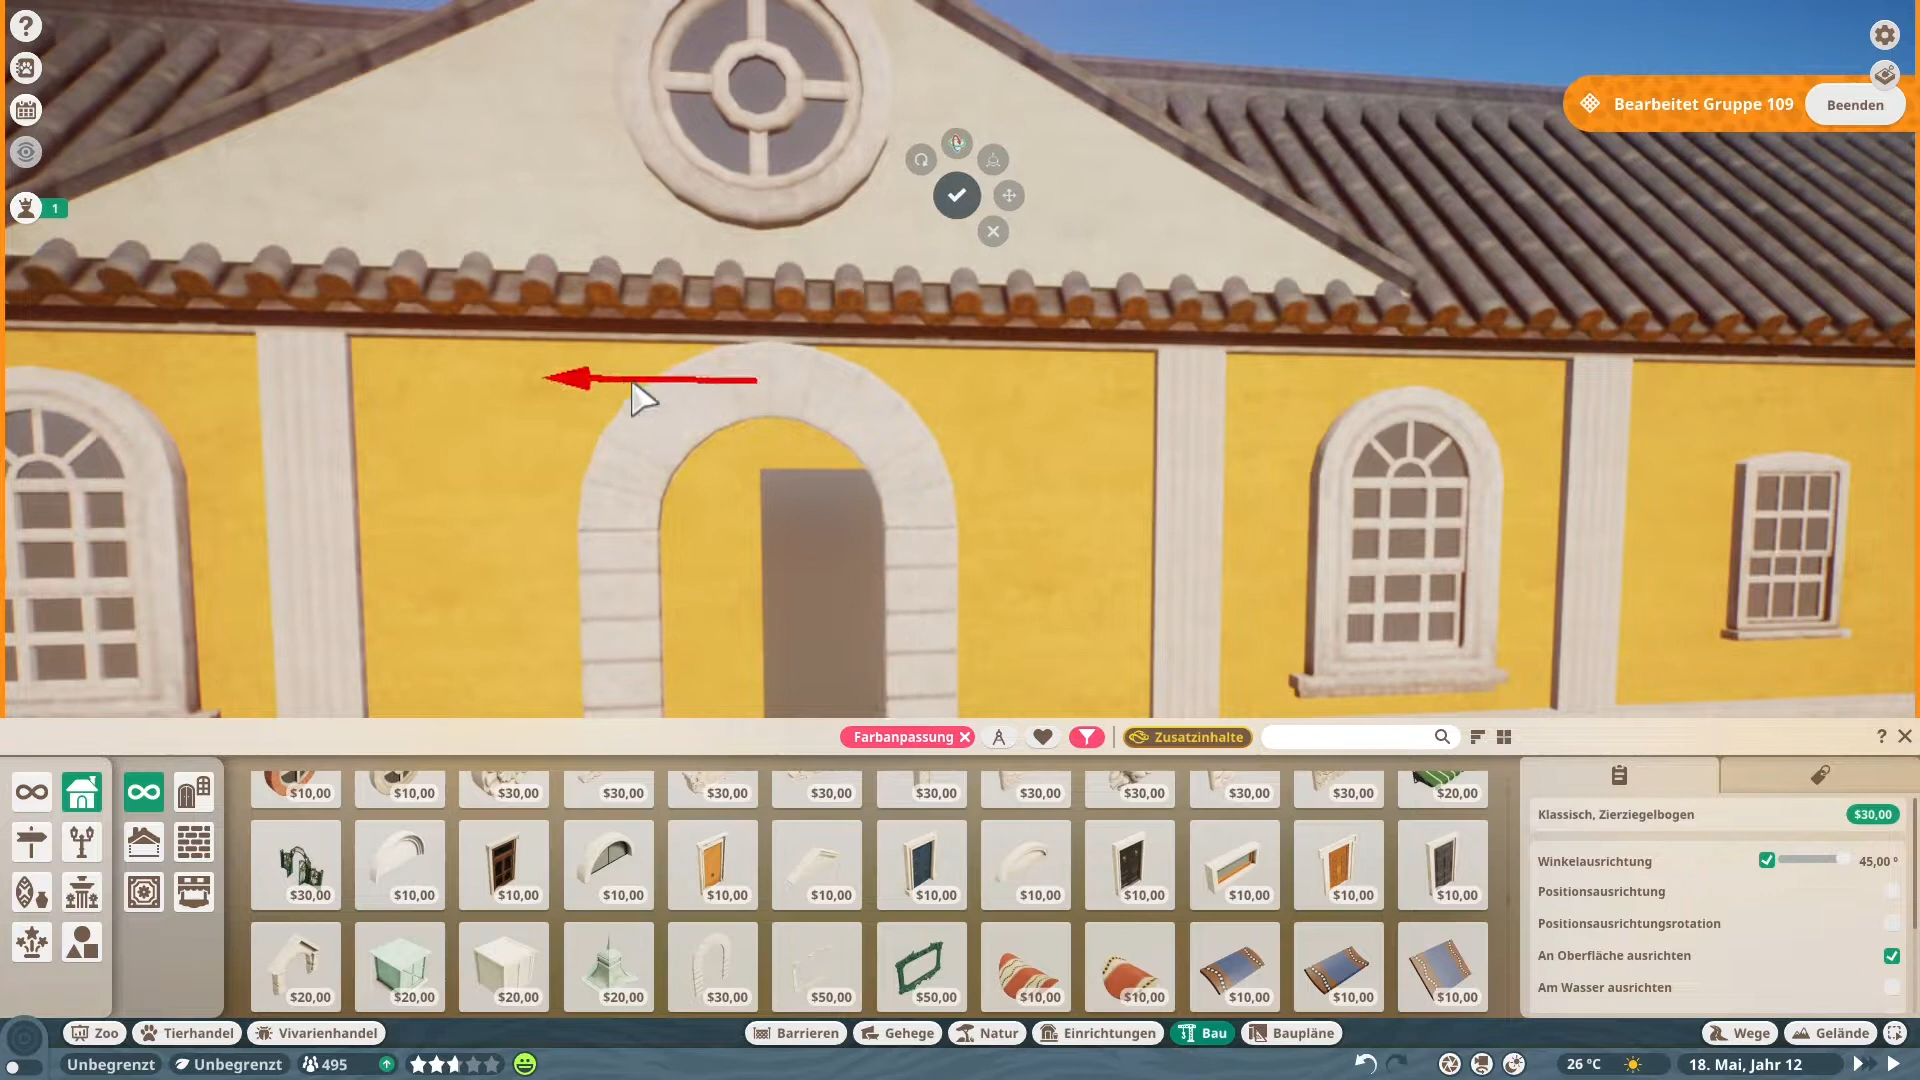 Bearbeitet Gruppe 109
Beenden
1
Farbanpassung
Zusatzinhalte
?
?
$10,00 $10,00 $30,00 $30,00 $30,00 $30,00 $30,00 $30,00 $30,00 $30,00 $30,00 $20,00
$30,00 $10,00 $10,00 $10,00 $10,00 $10,00 $10,00 $10,00 $10,00 $10,00 $10,00 $10,00
$20,00 $20,00 $20,00 $20,00 $30,00 $50,00 $50,00 $10,00 $10,00 $10,00 $10,00 $10,00
Klassisch, Zierziegelbogen $30,00
Winkelausrichtung 45,00 °
Positionsausrichtung
Positionsausrichtungsrotation
An Oberfläche ausrichten
Am Wasser ausrichten
Zoo Tierhandel Vivarienhandel Barrieren Gehege Natur Einrichtungen Bau Baupläne Wege Gelände
Unbegrenzt Unbegrenzt 495 26 °C 18. Mai, Jahr 12